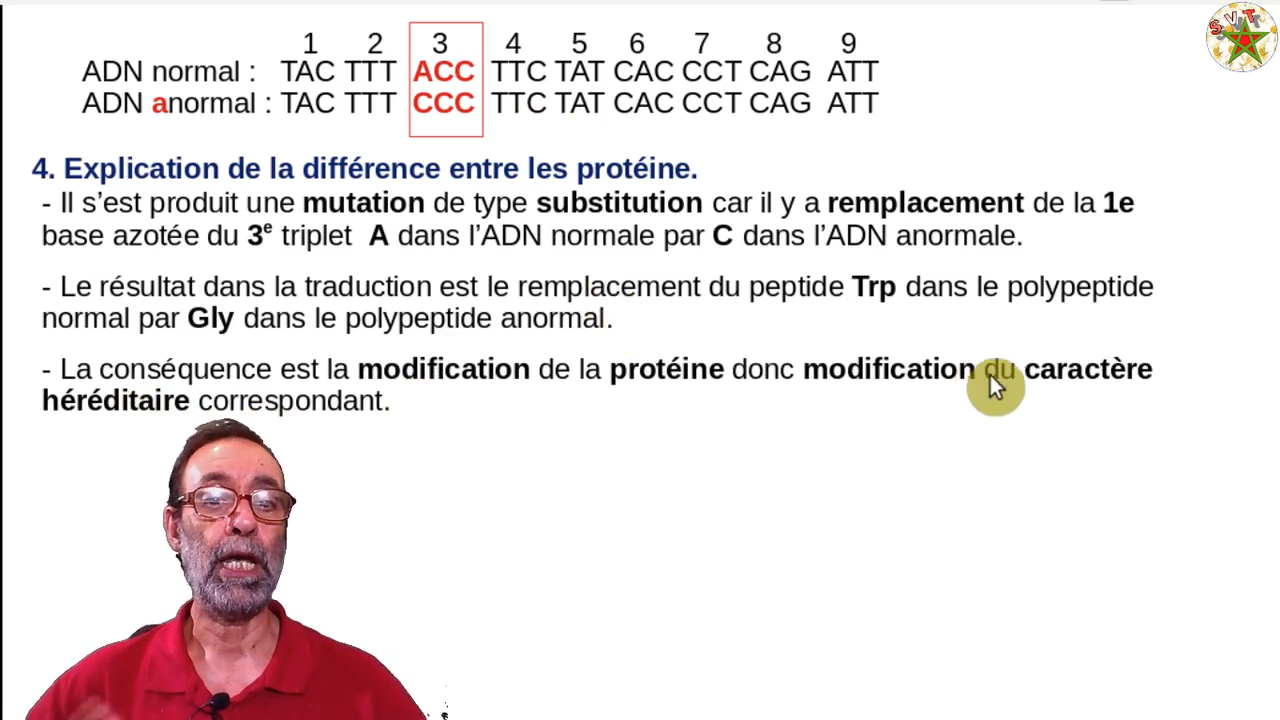 1 2 3 4 5 6 7 8 9
ADN normal : TAC TTT ACC TTC TAT CAC CCT CAG ATT
ADN anormal : TAC TTT CCC TTC TAT CAC CCT CAG ATT
4. Explication de la différence entre les protéine.
- Il s’est produit une mutation de type substitution car il y a remplacement de la 1e
base azotée du 3e triplet A dans l’ADN normale par C dans l’ADN anormale.
- Le résultat dans la traduction est le remplacement du peptide Trp dans le polypeptide
normal par Gly dans le polypeptide anormal.
- La conséquence est la modification de la protéine donc modification du caractère
héréditaire correspondant.